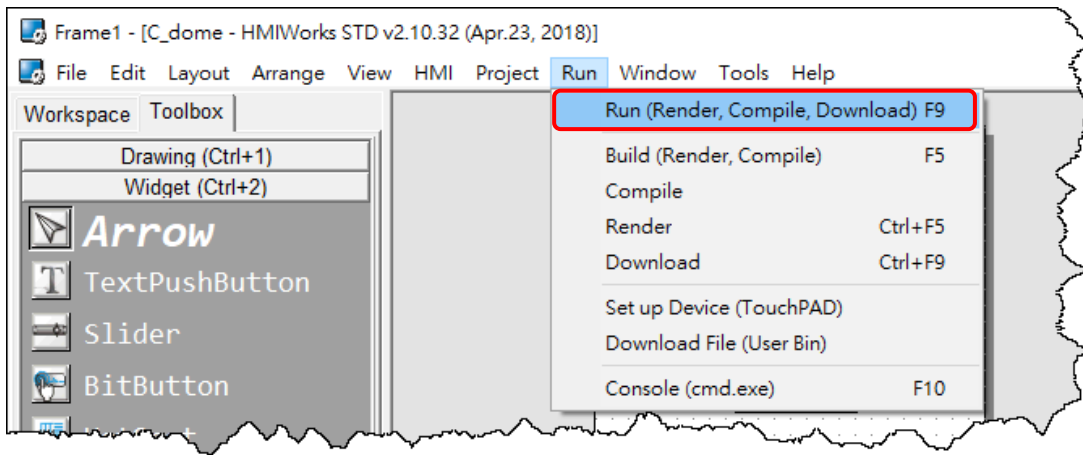 Frame1 - [C_dome - HMIWorks STD v2.10.32 (Apr.23, 2018)]
File Edit Layout Arrange View HMI Project Run Window Tools Help
Workspace Toolbox
Drawing (Ctrl+1)
Widget (Ctrl+2)
Arrow
TextPushButton
Slider
BitButton
Run (Render, Compile, Download) F9
Build (Render, Compile) F5
Compile
Render Ctrl+F5
Download Ctrl+F9
Set up Device (TouchPAD)
Download File (User Bin)
Console (cmd.exe) F10